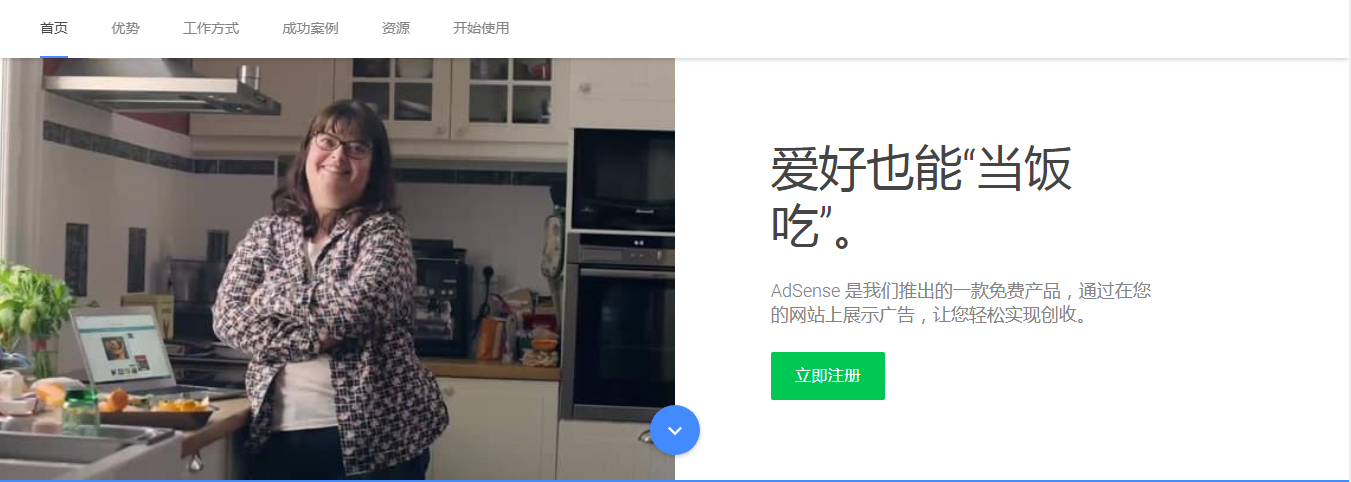 首页 优势 工作方式 成功案例 资源 开始使用
爱好也能“当饭
吃”。
AdSense 是我们推出的一款免费产品，通过在您
的网站上展示广告，让您轻松实现创收。
立即注册